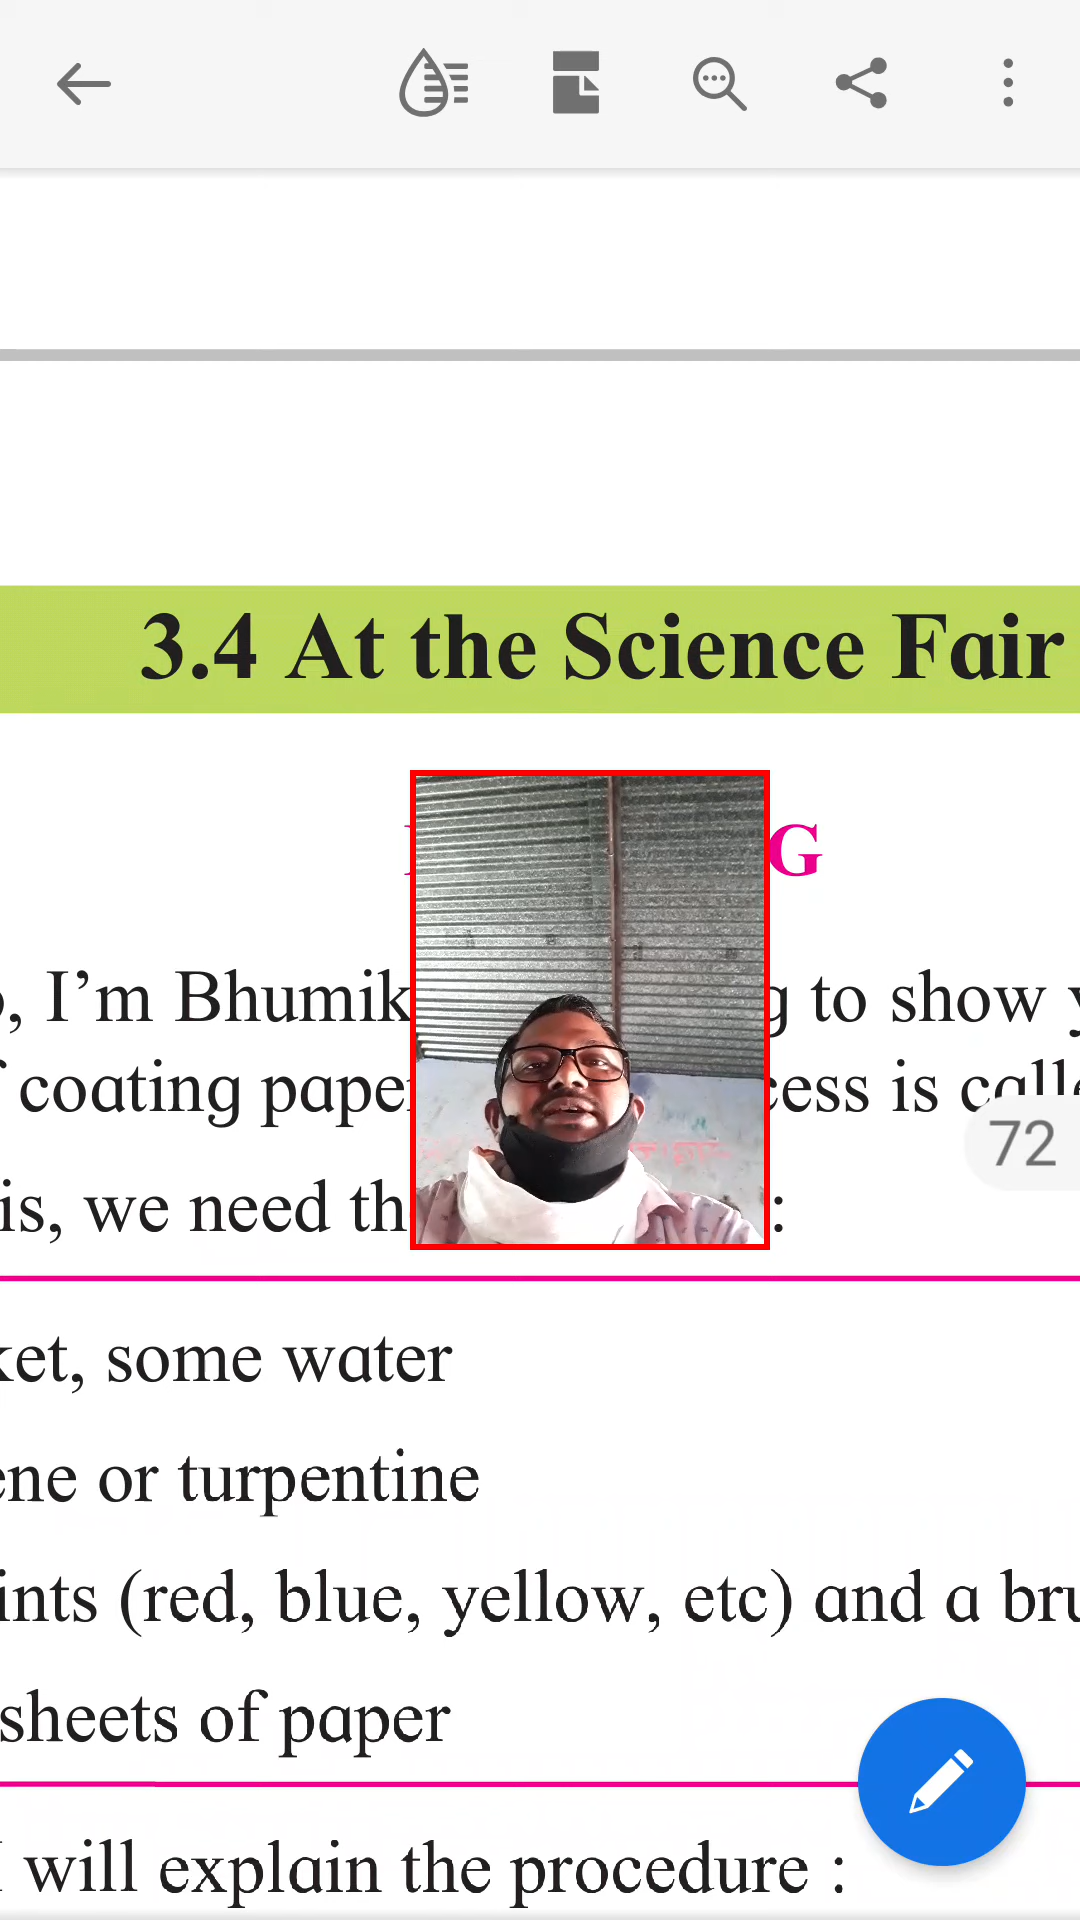 3.4 At the Science Fair
G
, I’m Bhumik g to show
coating pape cess is
72
is, we need th :
ket, some water
ene or turpentine
ints (red, blue, yellow, etc) and a bru
sheets of paper
I will explain the procedure :